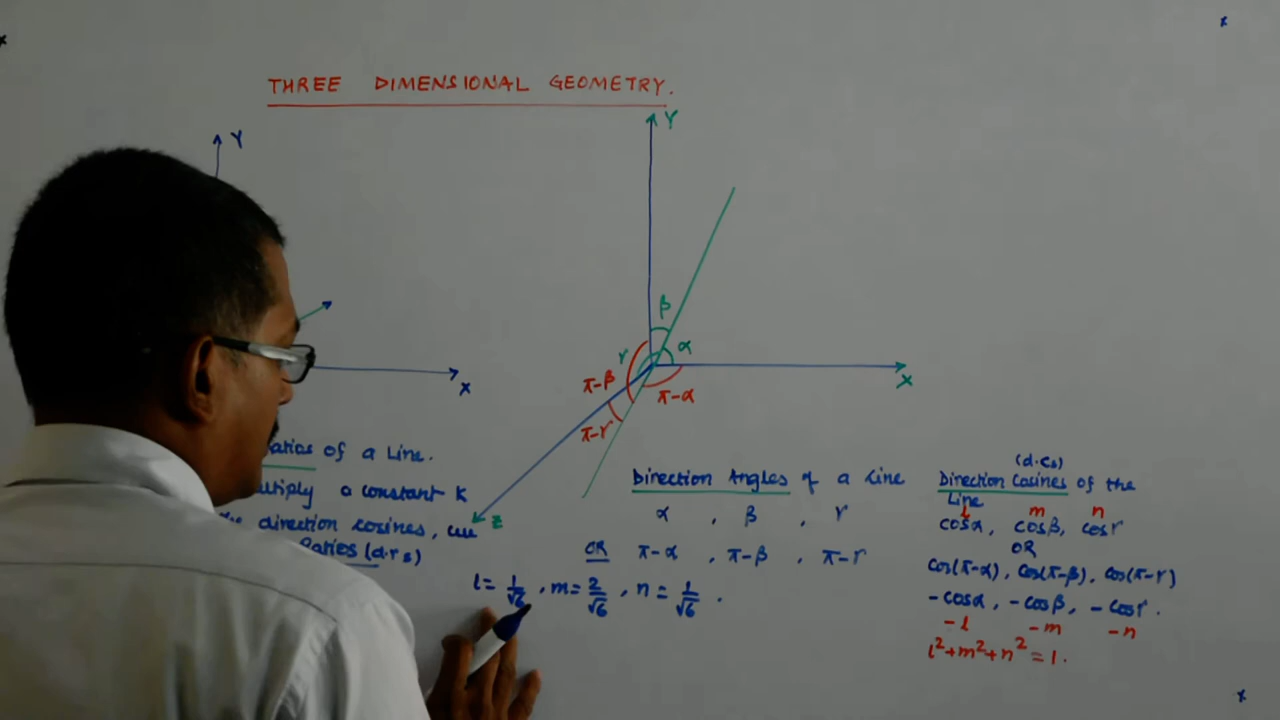 THREE DIMENSIONAL GEOMETRY.
Y
X
Y
X
Z
β
α
γ
π-β
π-α
π-γ
of a Line.
a constant K
direction cosines, we
Ratios (d.r s)
Direction Angles of a Line
α , β , γ
OR π-α , π-β , π-γ
l = 1/√6 , m = 2/√6 , n = 1/√6 .
(d.cs)
Direction Cosines of the
Line
l m n
cosα, cosβ, cosγ
OR
cos(π-α), cos(π-β), cos(π-γ)
-cosα, -cosβ, -cosγ.
-l -m -n
l²+m²+n² = 1.